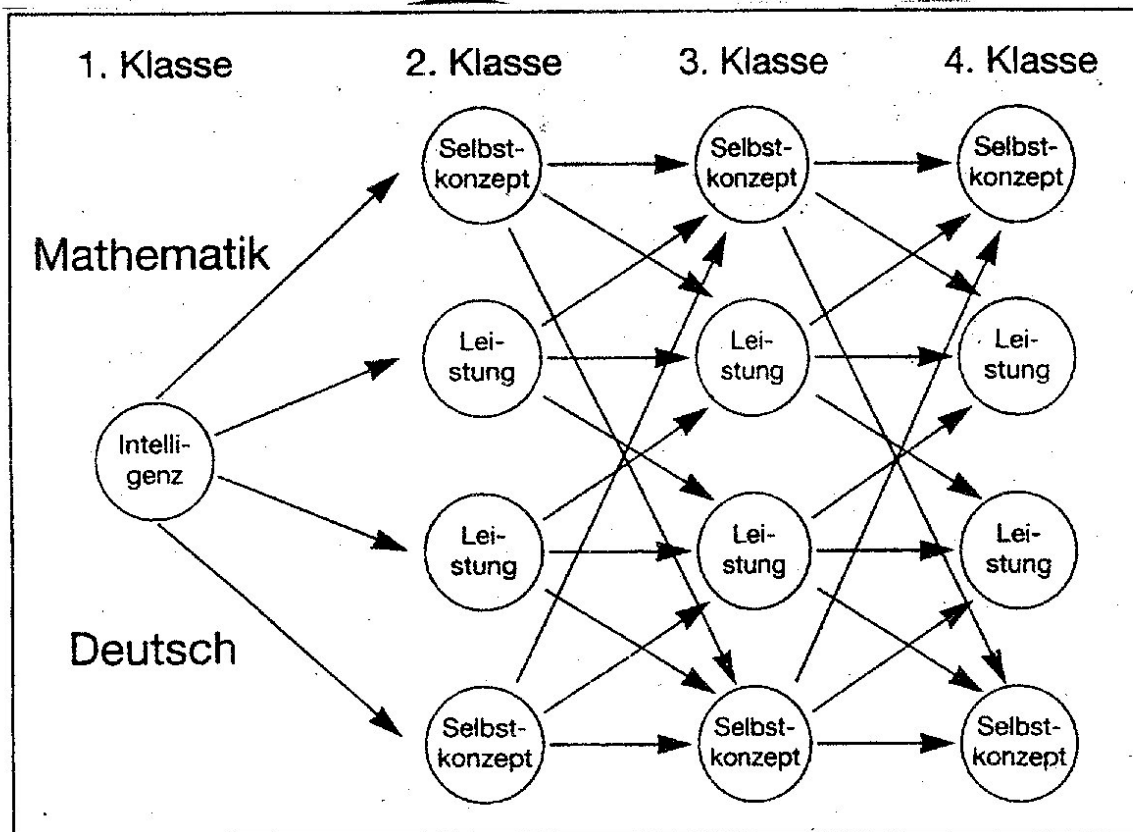 1. Klasse 2. Klasse 3. Klasse 4. Klasse
Selbst-
konzept
Selbst-
konzept
Selbst-
konzept
Mathematik
Lei-
stung
Lei-
stung
Lei-
stung
Intelli-
genz
Lei-
stung
Lei-
stung
Lei-
stung
Deutsch
Selbst-
konzept
Selbst-
konzept
Selbst-
konzept